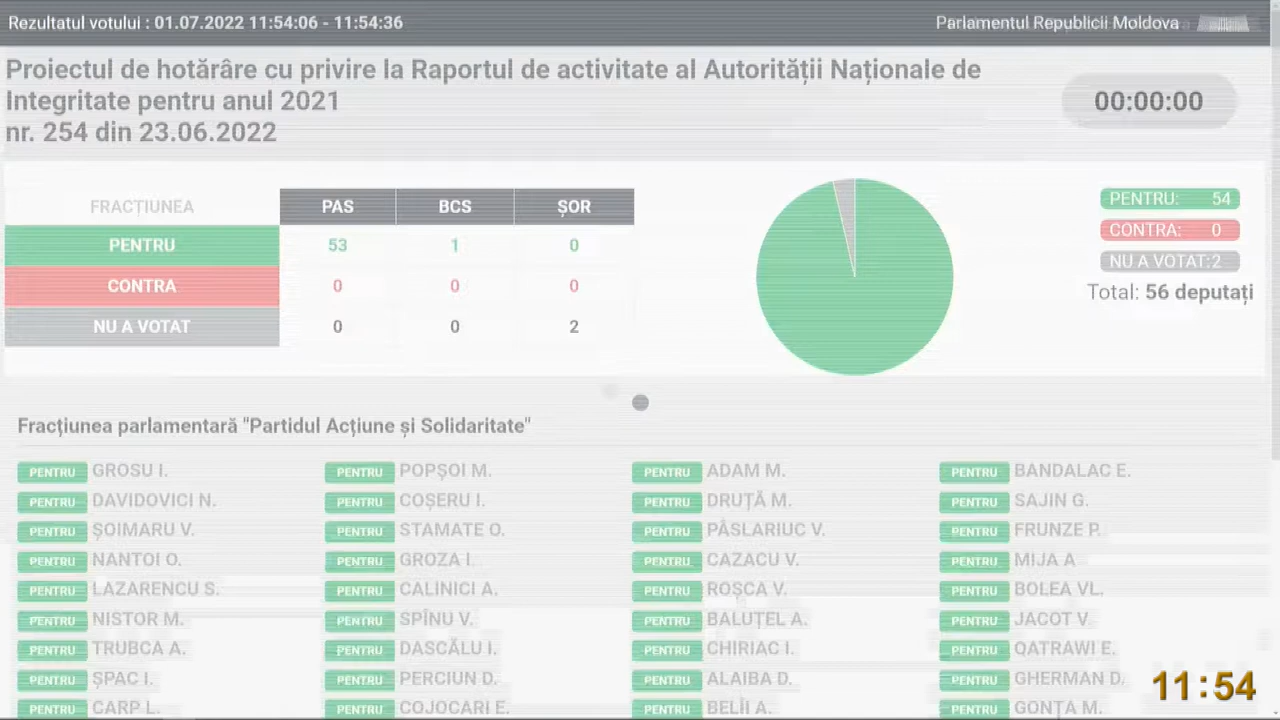 Rezultatul votului : 01.07.2022 11:54:06 - 11:54:36
Parlamentul Republicii Moldova
Proiectul de hotărâre cu privire la Raportul de activitate al Autorității Naționale de
Integritate pentru anul 2021
nr. 254 din 23.06.2022
00:00:00
FRACȚIUNEA PAS BCS ȘOR
PENTRU 53 1 0
CONTRA 0 0 0
NU A VOTAT 0 0 2
PENTRU: 54
CONTRA: 0
NU A VOTAT:2
Total: 56 deputați
Fracțiunea parlamentară "Partidul Acțiune și Solidaritate"
PENTRU GROSU I. PENTRU POPȘOI M. PENTRU ADAM M. PENTRU BANDALAC E.
PENTRU DAVIDOVICI N. PENTRU COȘERU I. PENTRU DRUȚĂ M. PENTRU SAJIN G.
PENTRU ȘOIMARU V. PENTRU STAMATE O. PENTRU PÂSLARIUC V. PENTRU FRUNZE P.
PENTRU NANTOI O. PENTRU GROZA I. PENTRU CAZACU V. PENTRU MIJA A
PENTRU LAZARENCU S. PENTRU CALINICI A. PENTRU ROȘCA V. PENTRU BOLEA VL.
PENTRU NISTOR M. PENTRU SPÎNU V. PENTRU BALUȚEL A. PENTRU JACOT V.
PENTRU TRUBCA A. PENTRU DASCĂLU I. PENTRU CHIRIAC I. PENTRU QATRAWI E.
PENTRU ȘPAC I. PENTRU PERCIUN D. PENTRU ALAIBA D. PENTRU GHERMAN D.
PENTRU CARP L. PENTRU COJOCARI E. PENTRU BELÎI A. PENTRU GONȚA M.
11:54